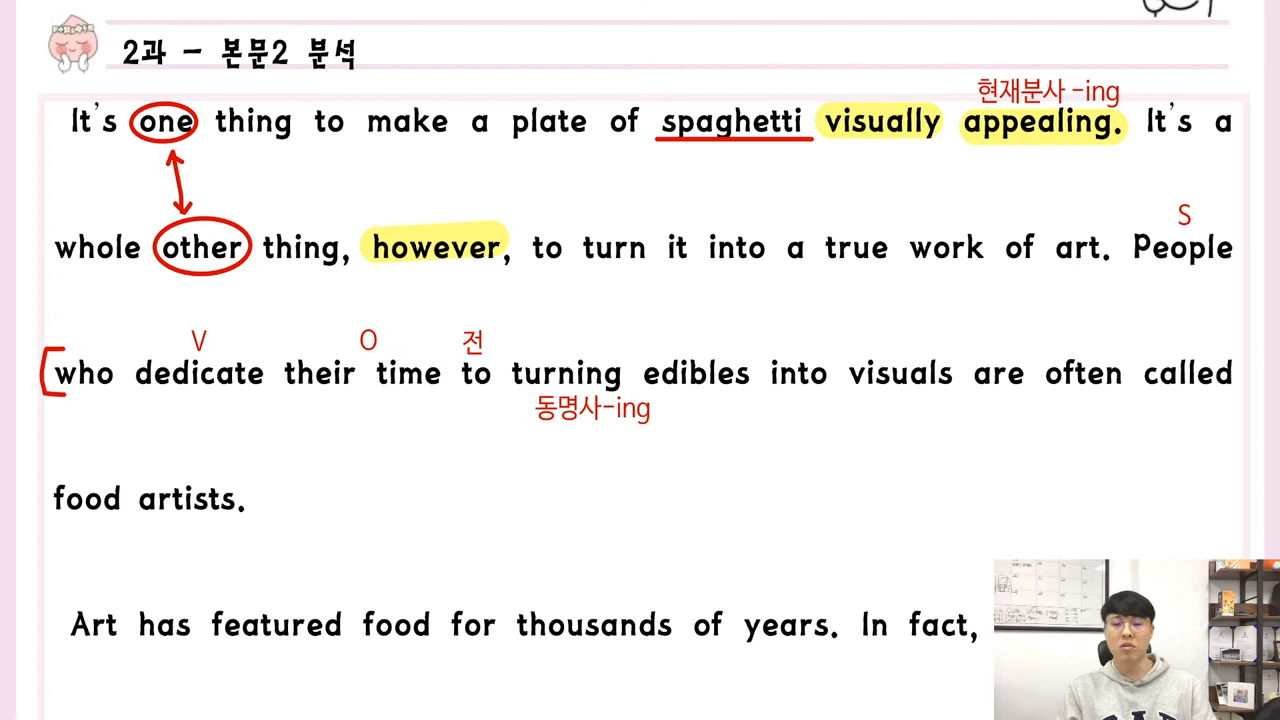 2과 - 본문2 분석
현재분사 -ing
It's one thing to make a plate of spaghetti visually appealing. It's a
S
whole other thing, however, to turn it into a true work of art. People
V O 전
who dedicate their time to turning edibles into visuals are often called
동명사-ing
food artists.
Art has featured food for thousands of years. In fact,